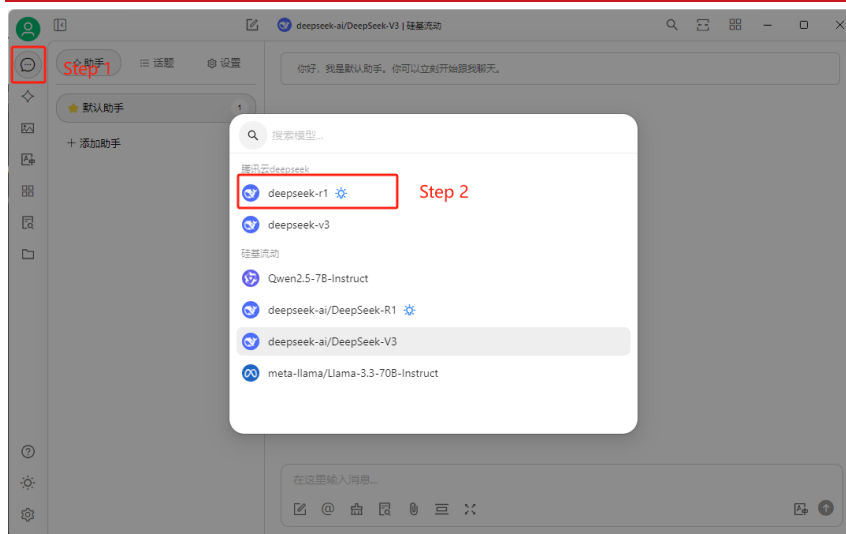 deepseek-ai/DeepSeek-V3 | 硅基流动
Step 1
助手
话题
设置
你好，我是默认助手。你可以立刻开始跟我聊天。
默认助手
1
添加助手
搜索模型...
腾讯云deepseek
deepseek-r1
Step 2
deepseek-v3
硅基流动
Qwen2.5-7B-Instruct
deepseek-ai/DeepSeek-R1
deepseek-ai/DeepSeek-V3
meta-llama/Llama-3.3-70B-Instruct
在这里输入消息...